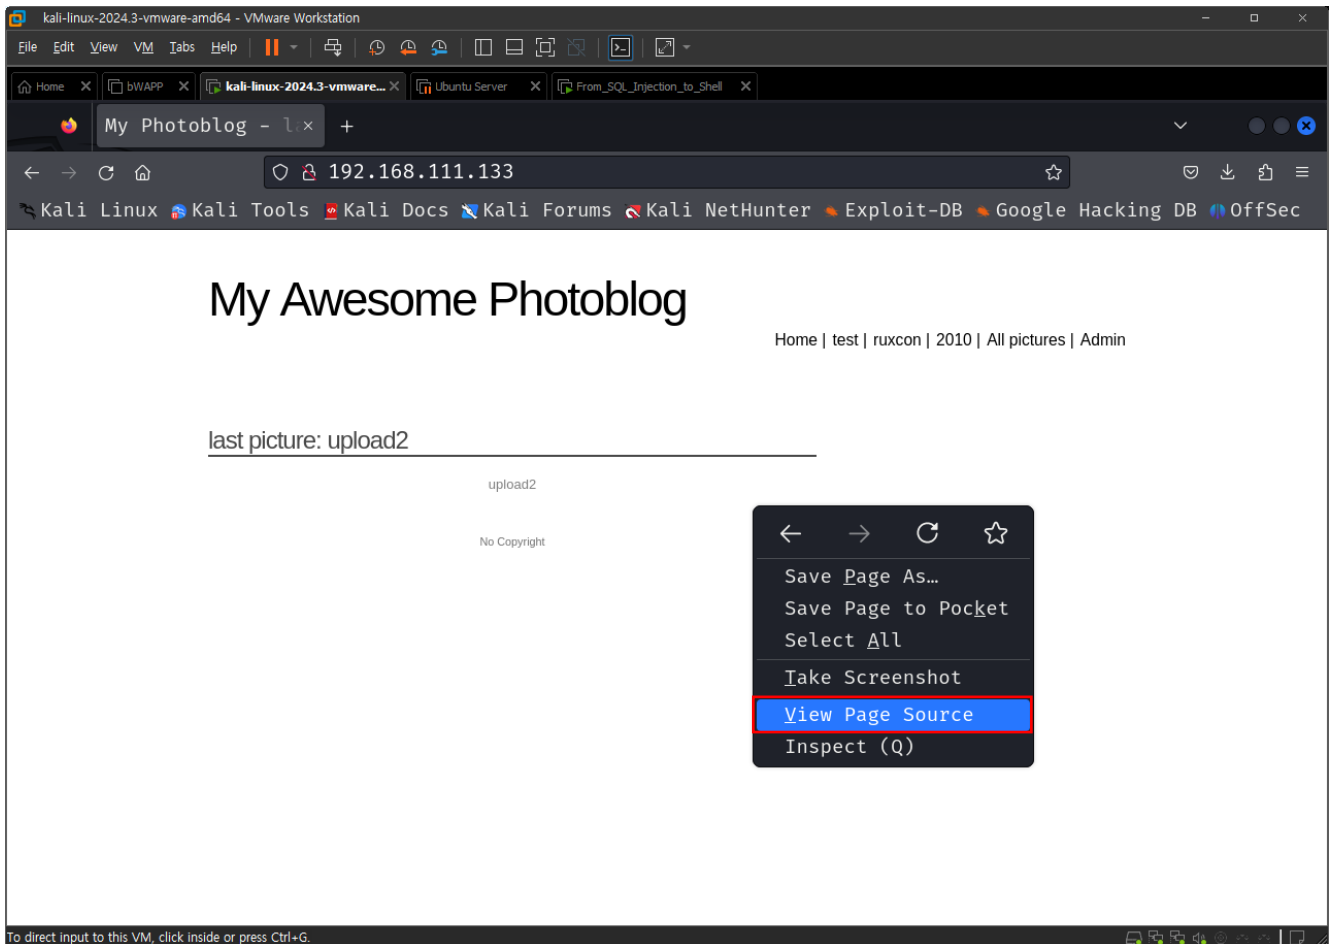 kali-linux-2024.3-vmware-amd64 - VMware Workstation
File Edit View VM Tabs Help
Home bWAPP kali-linux-2024.3-vmware... Ubuntu Server From_SQL_Injection_to_Shell
My Photoblog - la
192.168.111.133
Kali Linux Kali Tools Kali Docs Kali Forums Kali NetHunter Exploit-DB Google Hacking DB OffSec
My Awesome Photoblog
Home | test | ruxcon | 2010 | All pictures | Admin
last picture: upload2
upload2
No Copyright
Save Page As…
Save Page to Pocket
Select All
Take Screenshot
View Page Source
Inspect (Q)
To direct input to this VM, click inside or press Ctrl+G.